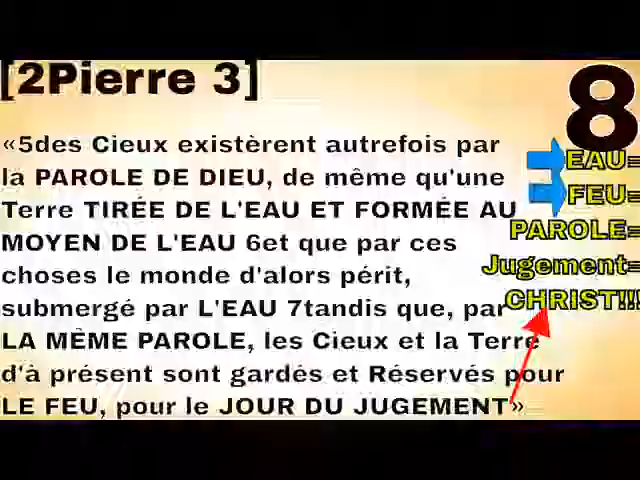 [2Pierre 3]
8
«5des Cieux existèrent autrefois par
la PAROLE DE DIEU, de même qu'une
Terre TIRÉE DE L'EAU ET FORMÉE AU
MOYEN DE L'EAU 6et que par ces
choses le monde d'alors périt,
submergé par L'EAU 7tandis que, par
LA MÊME PAROLE, les Cieux et la Terre
d'à présent sont gardés et Réservés pour
LE FEU, pour le JOUR DU JUGEMENT»
EAU=
FEU=
PAROLE=
Jugement=
CHRIST!!!